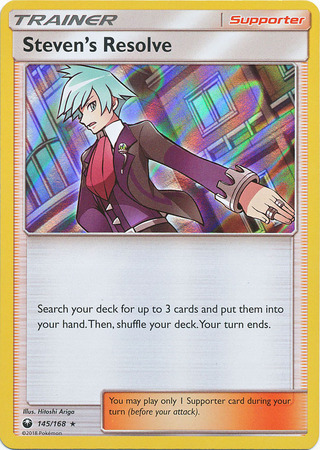 TRAINER Supporter
Steven's Resolve
Search your deck for up to 3 cards and put them into
your hand. Then, shuffle your deck. Your turn ends.
Illus. Hitoshi Ariga
145/168 ★
©2018 Pokémon
You may play only 1 Supporter card during your
turn (before your attack).